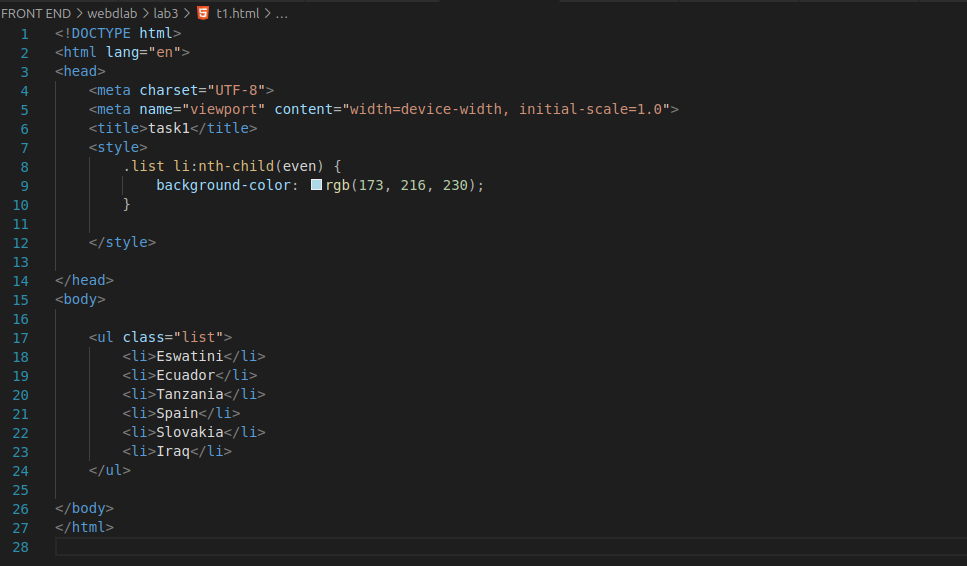 FRONT END > webdlab > lab3 > t1.html > ...
1 <!DOCTYPE html>
2 <html lang="en">
3 <head>
4     <meta charset="UTF-8">
5     <meta name="viewport" content="width=device-width, initial-scale=1.0">
6     <title>task1</title>
7     <style>
8         .list li:nth-child(even) {
9             background-color: rgb(173, 216, 230);
10         }
11
12     </style>
13
14 </head>
15 <body>
16
17     <ul class="list">
18         <li>Eswatini</li>
19         <li>Ecuador</li>
20         <li>Tanzania</li>
21         <li>Spain</li>
22         <li>Slovakia</li>
23         <li>Iraq</li>
24     </ul>
25
26 </body>
27 </html>
28